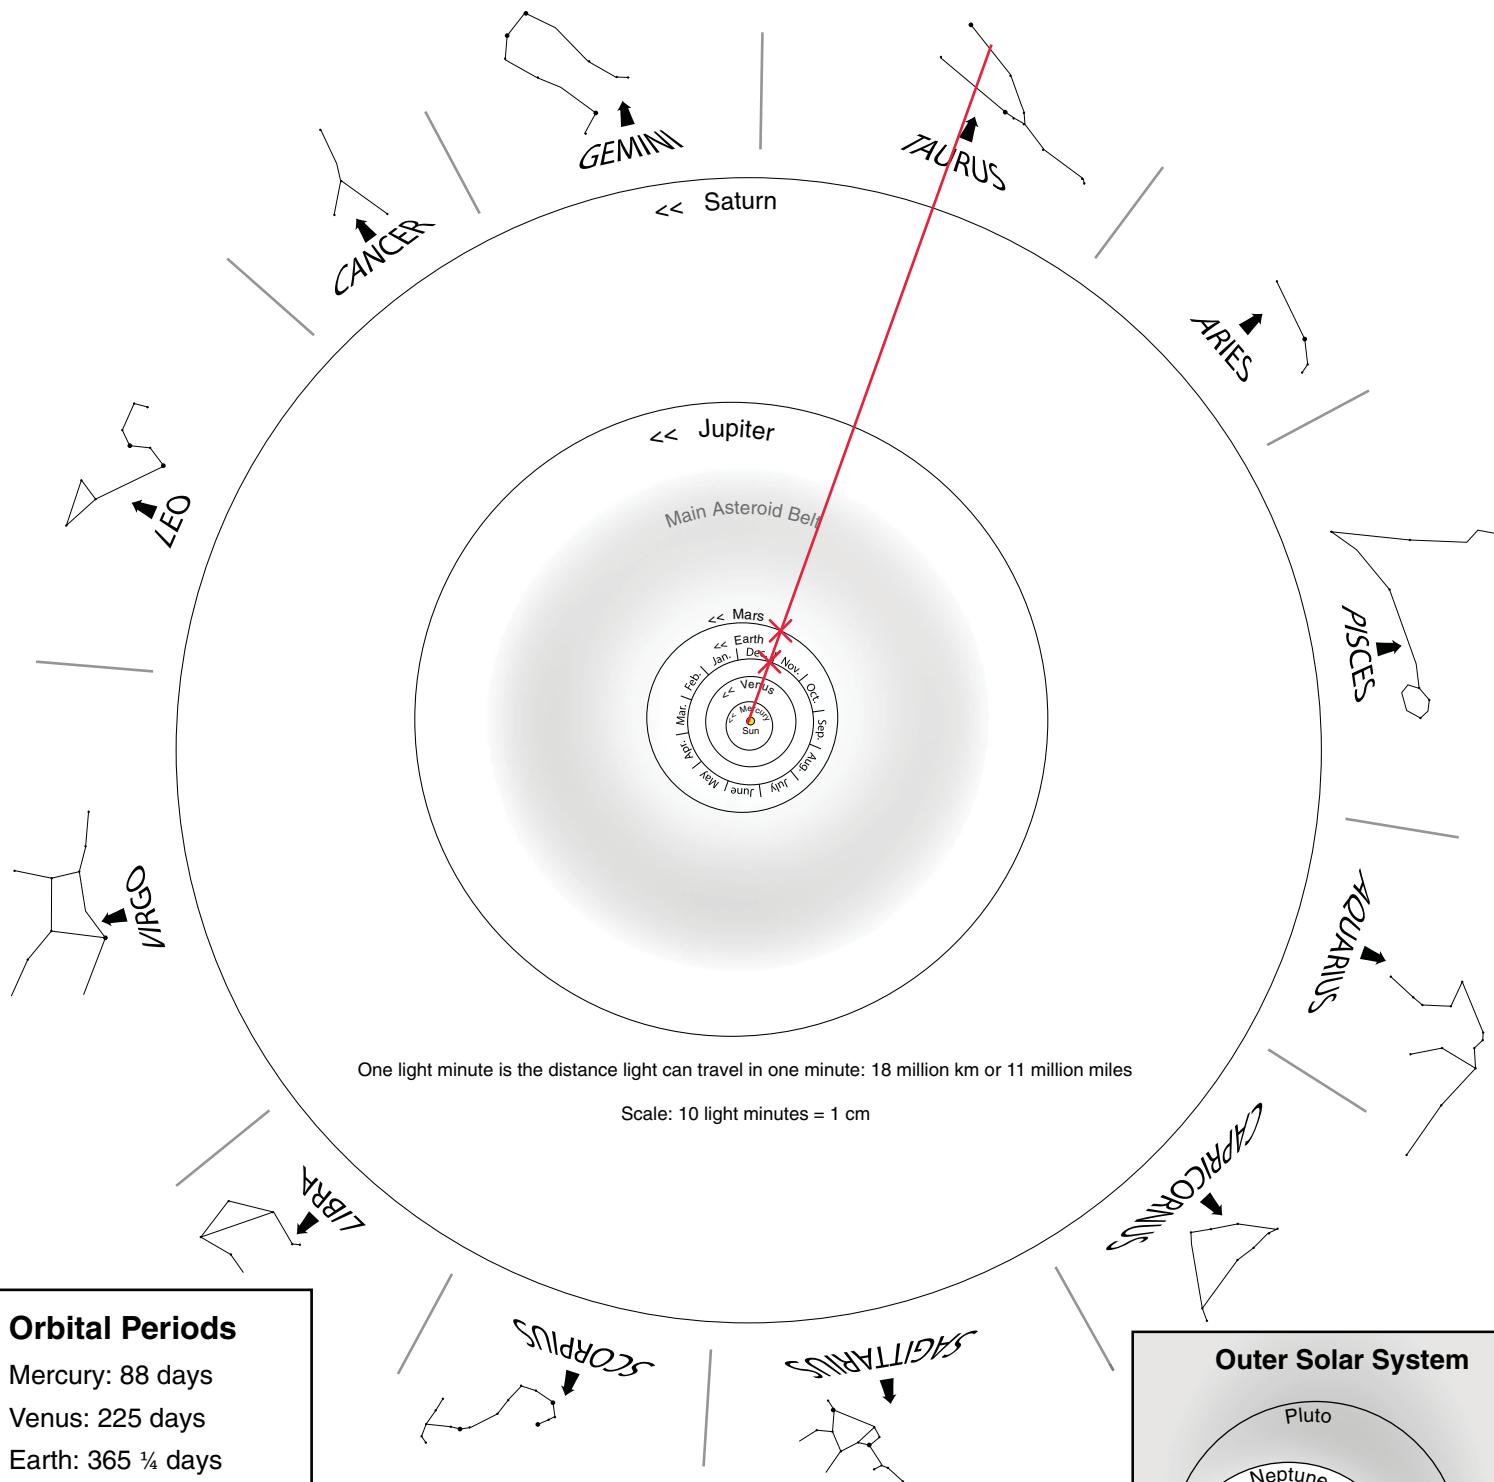 GEMINI
TAURUS
CANCER
ARIES
LEO
PISCES
VIRGO
AQUARIUS
LIBRA
CAPRICORNUS
SCORPIUS
SAGITTARIUS
<< Saturn
<< Jupiter
Main Asteroid Belt
<< Mars
<< Earth
Jan. | Dec. | Nov. | Oct. | Sep. | Aug. | July | June | May | Apr. | Mar. | Feb. |
<< Venus
<< Mercury
Sun
One light minute is the distance light can travel in one minute: 18 million km or 11 million miles
Scale: 10 light minutes = 1 cm
Orbital Periods
Mercury: 88 days
Venus: 225 days
Earth: 365 ¼ days
Outer Solar System
Pluto
Neptune